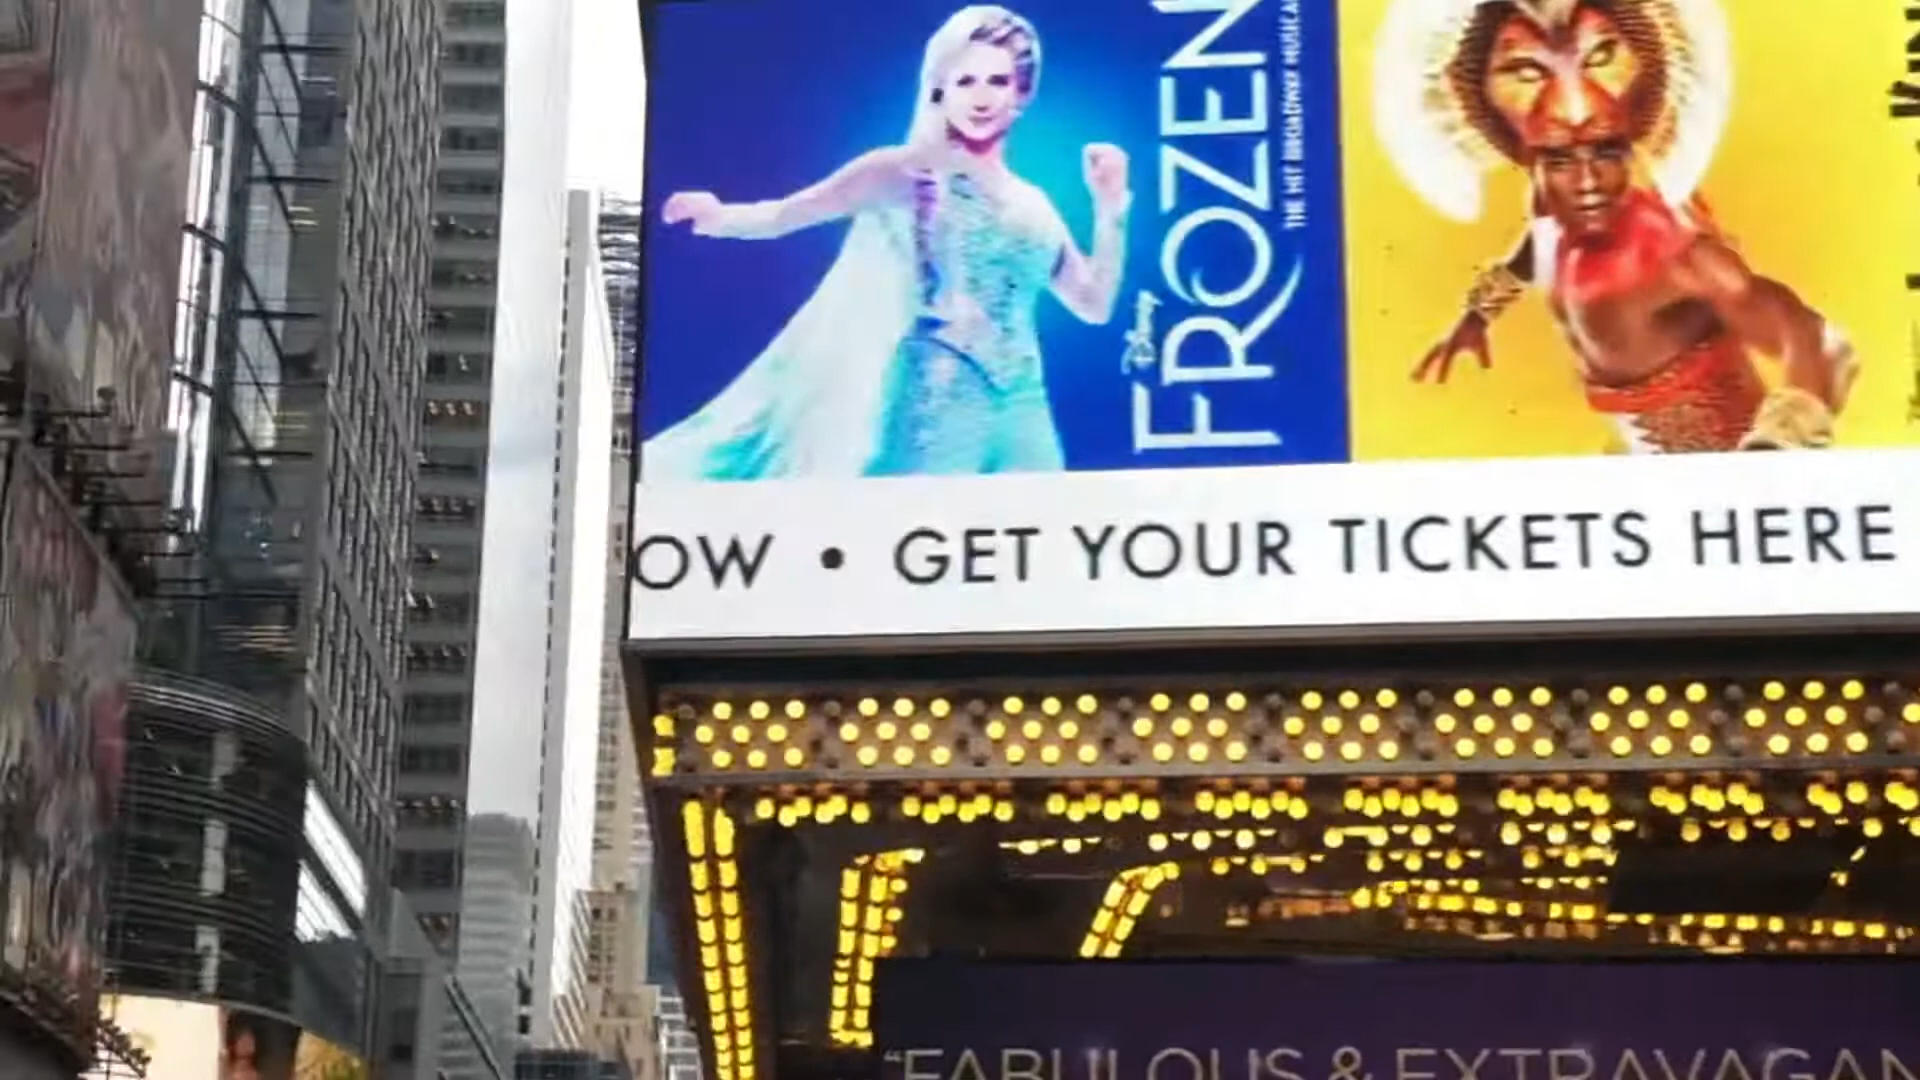 Disney
FROZEN
THE HIT BROADWAY MUSICAL
OW • GET YOUR TICKETS HERE
“FABULOUS & EXTRAVAGAN